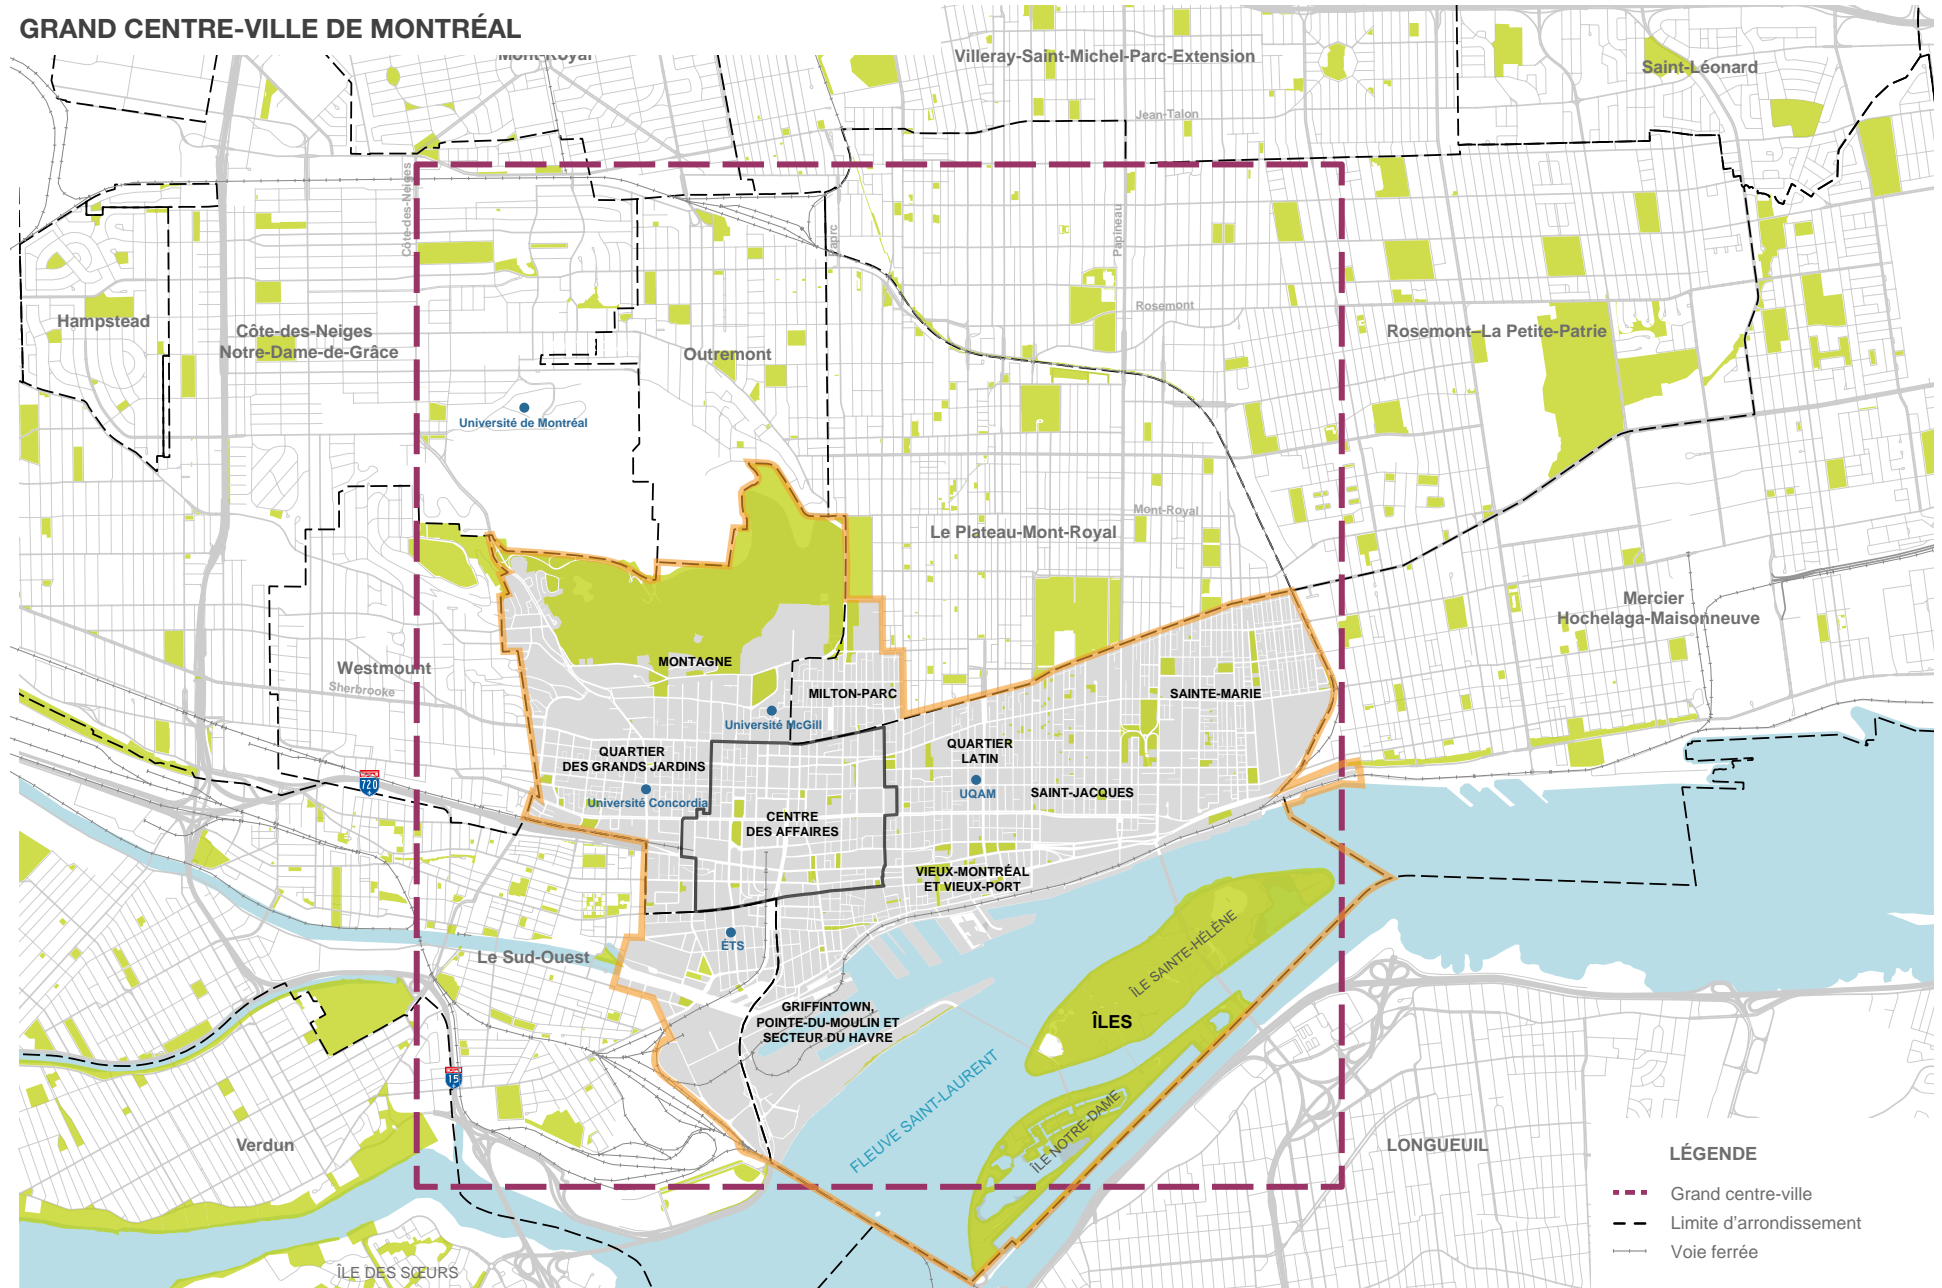 GRAND CENTRE-VILLE DE MONTRÉAL
Mont-Royal
Villeray-Saint-Michel-Parc-Extension
Saint-Léonard
Jean-Talon
Côte-des-Neiges
Papineau
Hampstead
Côte-des-Neiges
Notre-Dame-de-Grâce
Outremont
Rosemont
Rosemont–La Petite-Patrie
Université de Montréal
Mont-Royal
Le Plateau-Mont-Royal
Mercier
Hochelaga-Maisonneuve
Westmount
Sherbrooke
MONTAGNE
MILTON-PARC
SAINTE-MARIE
Université McGill
QUARTIER
DES GRANDS JARDINS
QUARTIER
LATIN
720
Université Concordia
UQAM
SAINT-JACQUES
CENTRE
DES AFFAIRES
VIEUX-MONTRÉAL
ET VIEUX-PORT
ÉTS
Le Sud-Ouest
ÎLE SAINTE-HÉLÈNE
GRIFFINTOWN,
POINTE-DU-MOULIN ET
SECTEUR DU HAVRE
ÎLES
15
FLEUVE SAINT-LAURENT
ÎLE NOTRE-DAME
Verdun
LONGUEUIL
ÎLE DES SŒURS
LÉGENDE
Grand centre-ville
Limite d'arrondissement
Voie ferrée